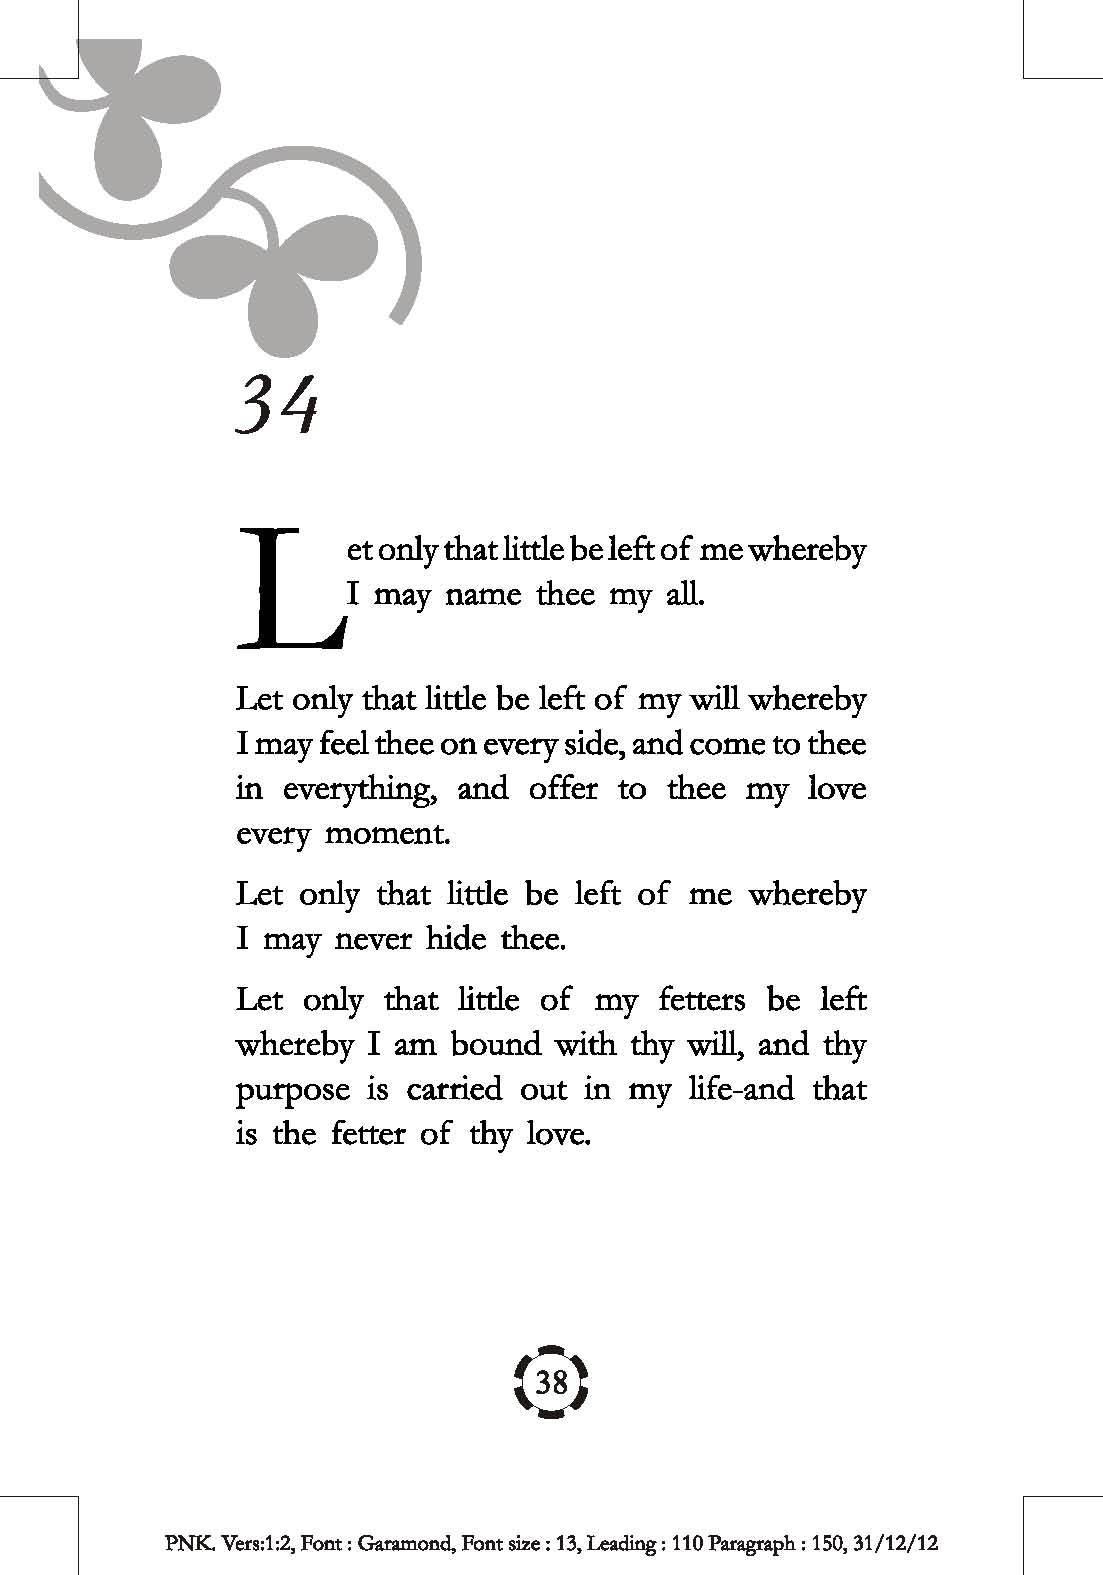 34
Let only that little be left of me whereby
I may name thee my all.
Let only that little be left of my will whereby
I may feel thee on every side, and come to thee
in everything, and offer to thee my love
every moment.
Let only that little be left of me whereby
I may never hide thee.
Let only that little of my fetters be left
whereby I am bound with thy will, and thy
purpose is carried out in my life-and that
is the fetter of thy love.
38
PNK. Vers:1:2, Font : Garamond, Font size : 13, Leading : 110 Paragraph : 150, 31/12/12